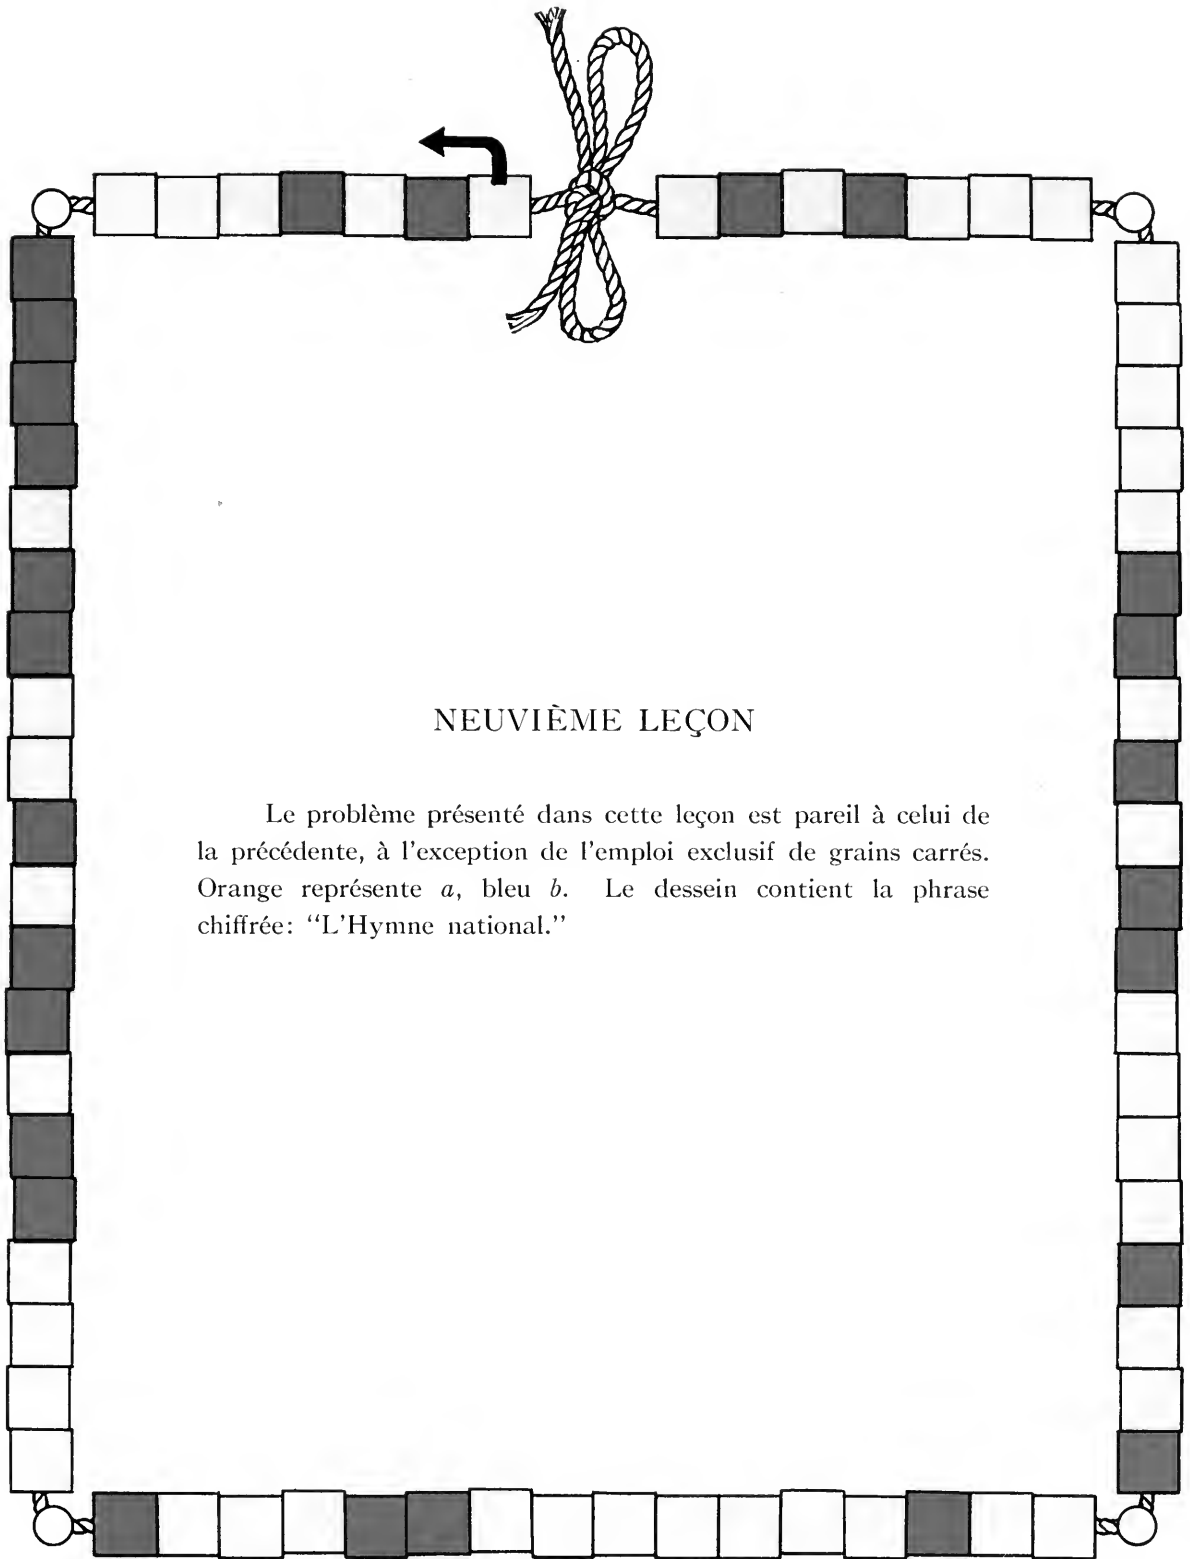 NEUVIÈME LEÇON
Le problème présenté dans cette leçon est pareil à celui de
la précédente, à l'exception de l'emploi exclusif de grains carrés.
Orange représente a, bleu b. Le dessein contient la phrase
chiffrée: "L'Hymne national."